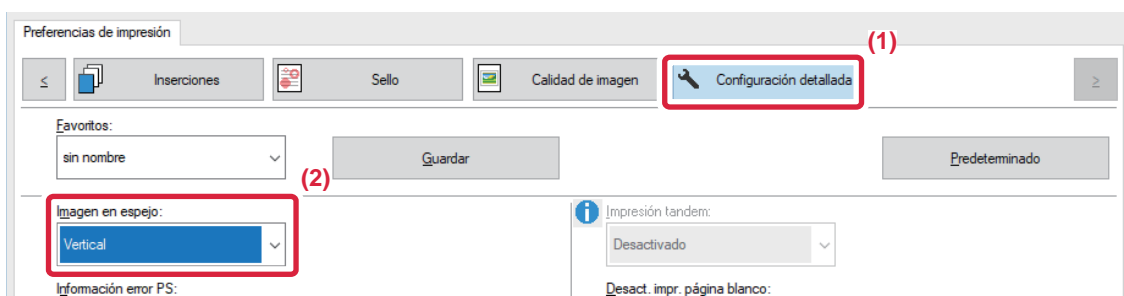 Preferencias de impresión
(1)
< Inserciones Sello Calidad de imagen Configuración detallada >
Favoritos:
sin nombre Guardar Predeterminado
(2)
Imagen en espejo: Impresión tandem:
Vertical Desactivado
Información error PS: Desact. impr. página blanco: